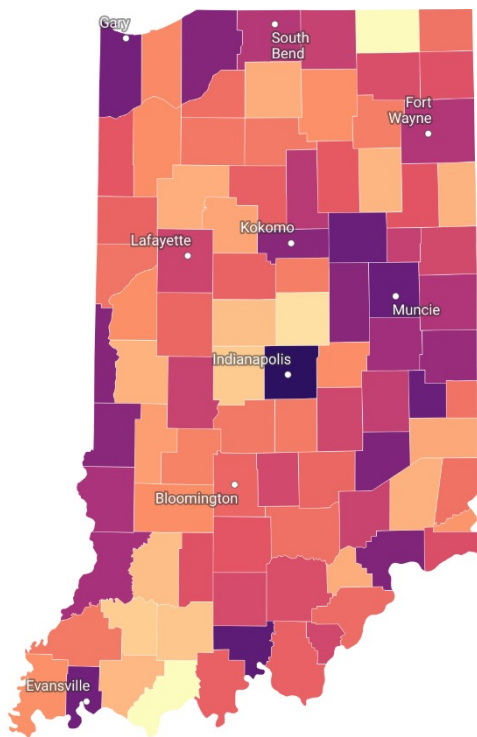 Gary
South
Bend
Fort
Wayne
Kokomo
Lafayette
Muncie
Indianapolis
Bloomington
Evansville